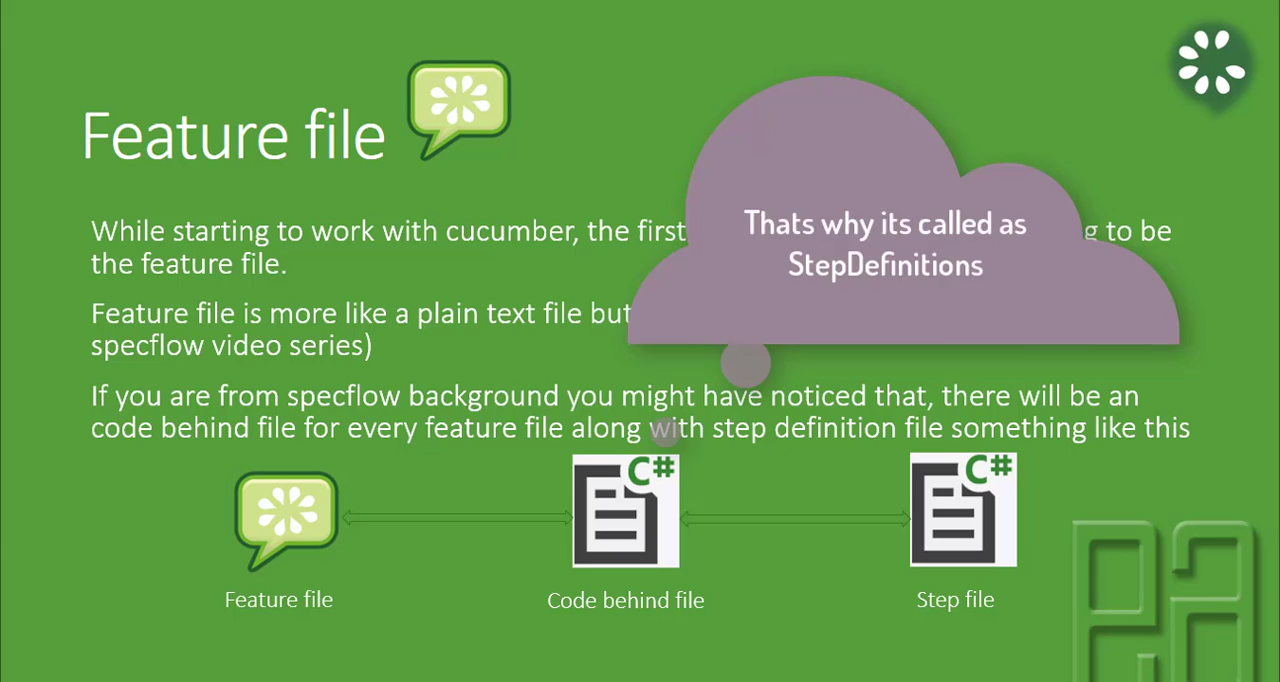 Feature file
While starting to work with cucumber, the first
g to be
the feature file.
Feature file is more like a plain text file but
specflow video series)
Thats why its called as
StepDefinitions
If you are from specflow background you might have noticed that, there will be an
code behind file for every feature file along with step definition file something like this
C#
C#
Feature file
Code behind file
Step file